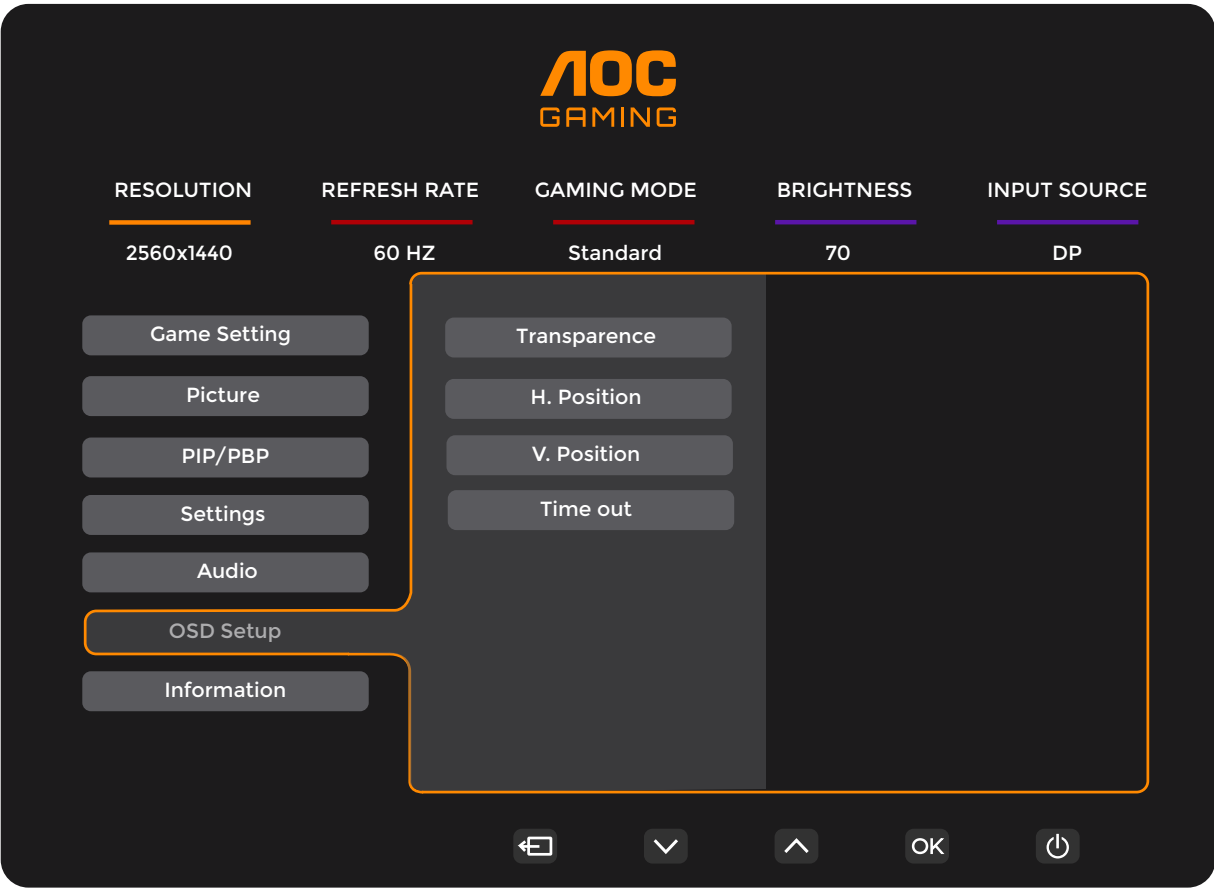 AOC
GAMING
RESOLUTION REFRESH RATE GAMING MODE BRIGHTNESS INPUT SOURCE
2560x1440 60 HZ Standard 70 DP
Game Setting
Picture
PIP/PBP
Settings
Audio
OSD Setup
Information
Transparence
H. Position
V. Position
Time out
OK